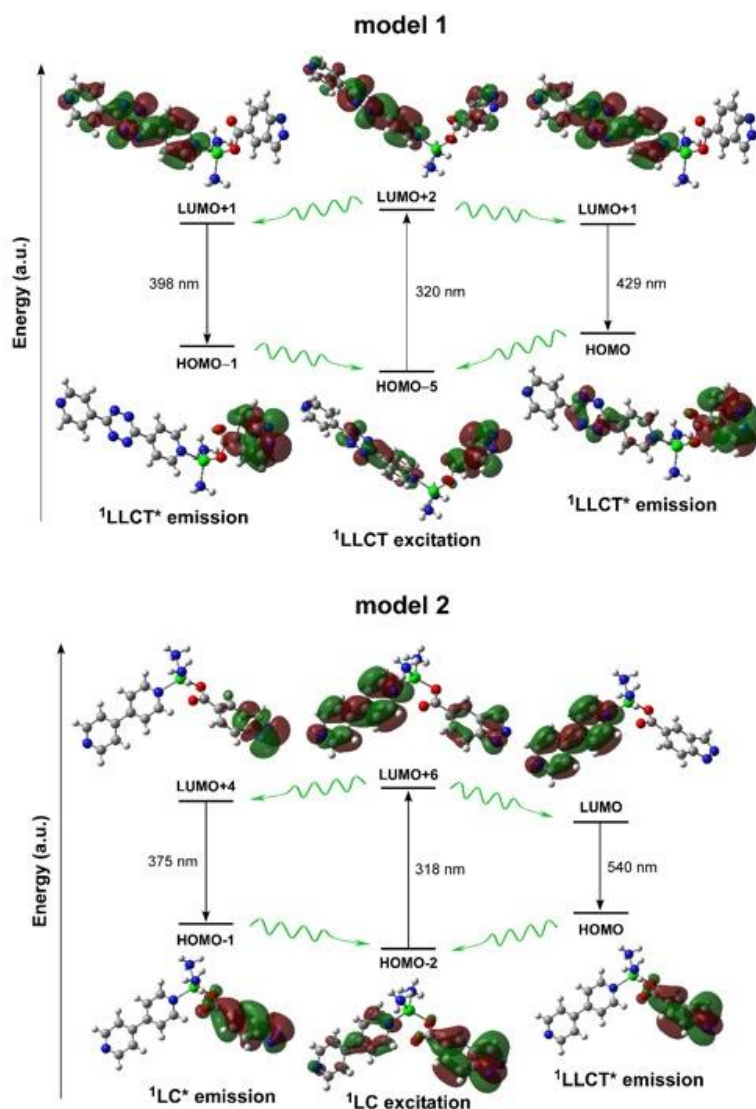 model 1
Energy (a.u.)
LUMO+1
LUMO+2
LUMO+1
398 nm
320 nm
429 nm
HOMO–1
HOMO–5
HOMO
¹LLCT* emission
¹LLCT excitation
¹LLCT* emission
model 2
Energy (a.u.)
LUMO+4
LUMO+6
LUMO
375 nm
318 nm
540 nm
HOMO-1
HOMO-2
HOMO
¹LC* emission
¹LC excitation
¹LLCT* emission